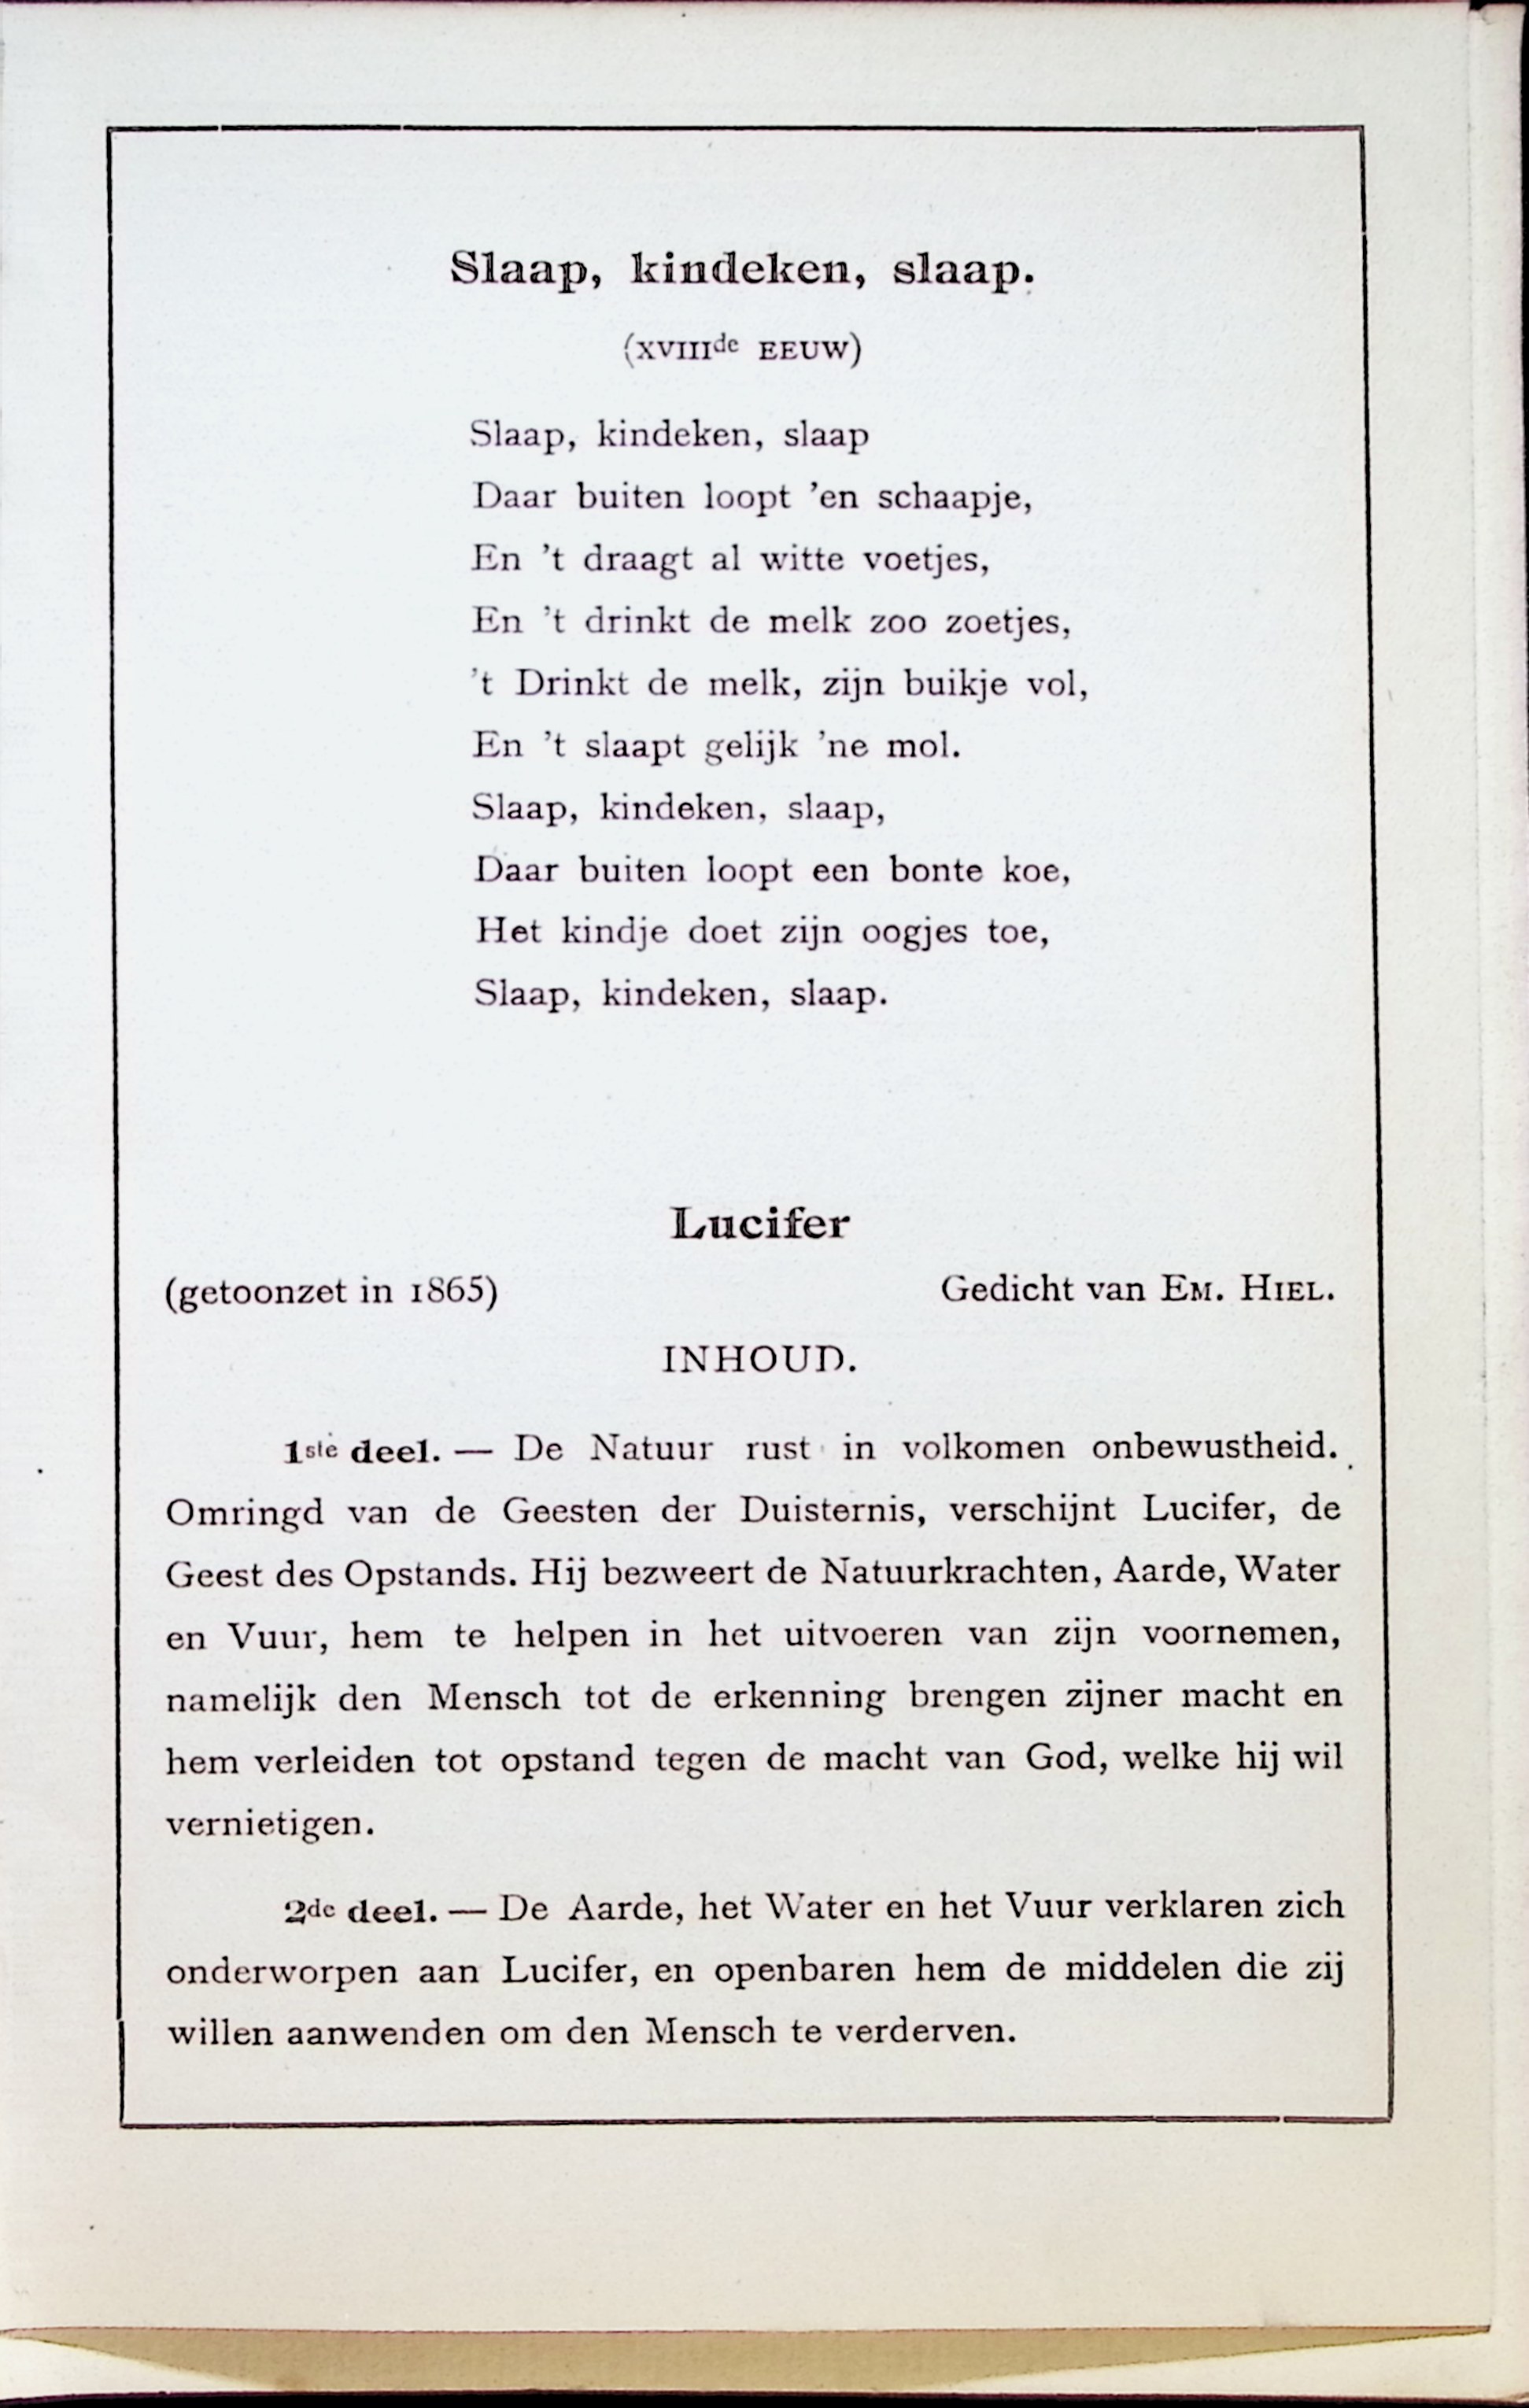 Slaap, kindeken, slaap.
(XVIIIde EEUW)
Slaap, kindeken, slaap
Daar buiten loopt ’en schaapje,
En ’t draagt al witte voetjes,
En ’t drinkt de melk zoo zoetjes,
’t Drinkt de melk, zijn buikje vol,
En ’t slaapt gelijk ’ne mol.
Slaap, kindeken, slaap,
Daar buiten loopt een bonte koe,
Het kindje doet zijn oogjes toe,
Slaap, kindeken, slaap.
Lucifer
(getoonzet in 1865) Gedicht van EM. HIEL.
INHOUD.
1ste deel. — De Natuur rust in volkomen onbewustheid.
Omringd van de Geesten der Duisternis, verschijnt Lucifer, de
Geest des Opstands. Hij bezweert de Natuurkrachten, Aarde, Water
en Vuur, hem te helpen in het uitvoeren van zijn voornemen,
namelijk den Mensch tot de erkenning brengen zijner macht en
hem verleiden tot opstand tegen de macht van God, welke hij wil
vernietigen.
2de deel. — De Aarde, het Water en het Vuur verklaren zich
onderworpen aan Lucifer, en openbaren hem de middelen die zij
willen aanwenden om den Mensch te verderven.